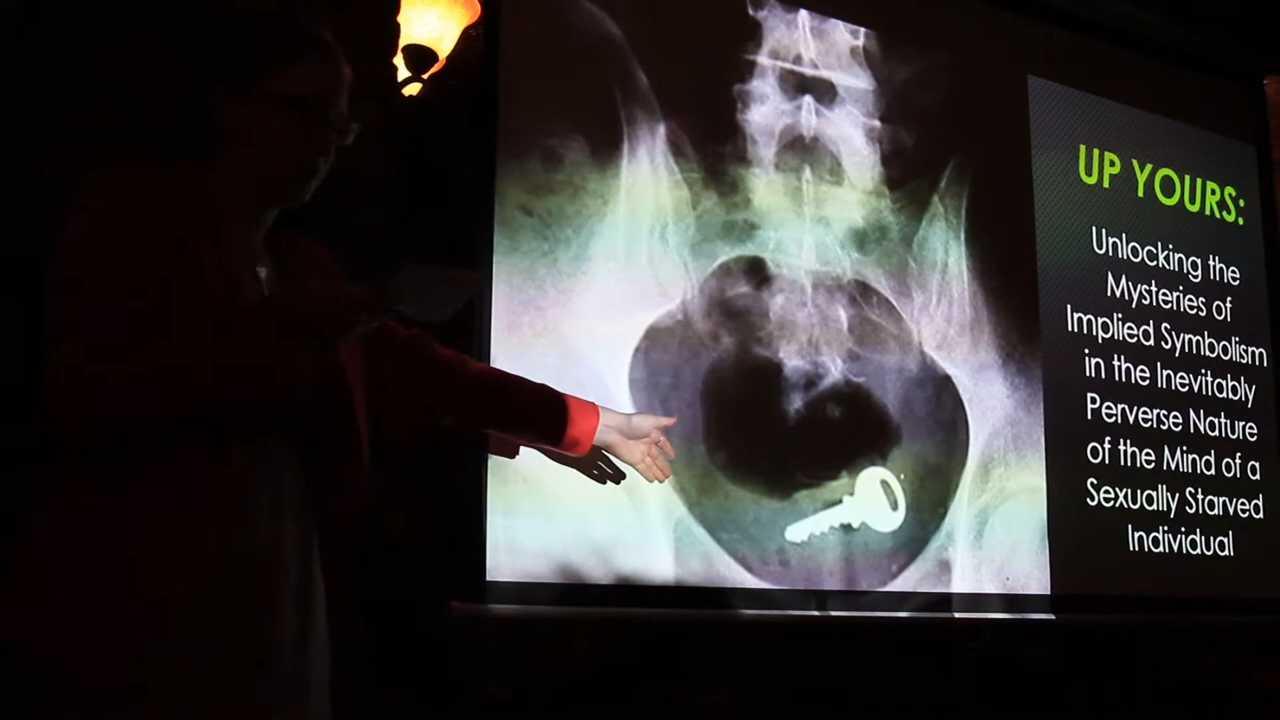 UP YOURS:
Unlocking the
Mysteries of
Implied Symbolism
in the Inevitably
Perverse Nature
of the Mind of a
Sexually Starved
Individual